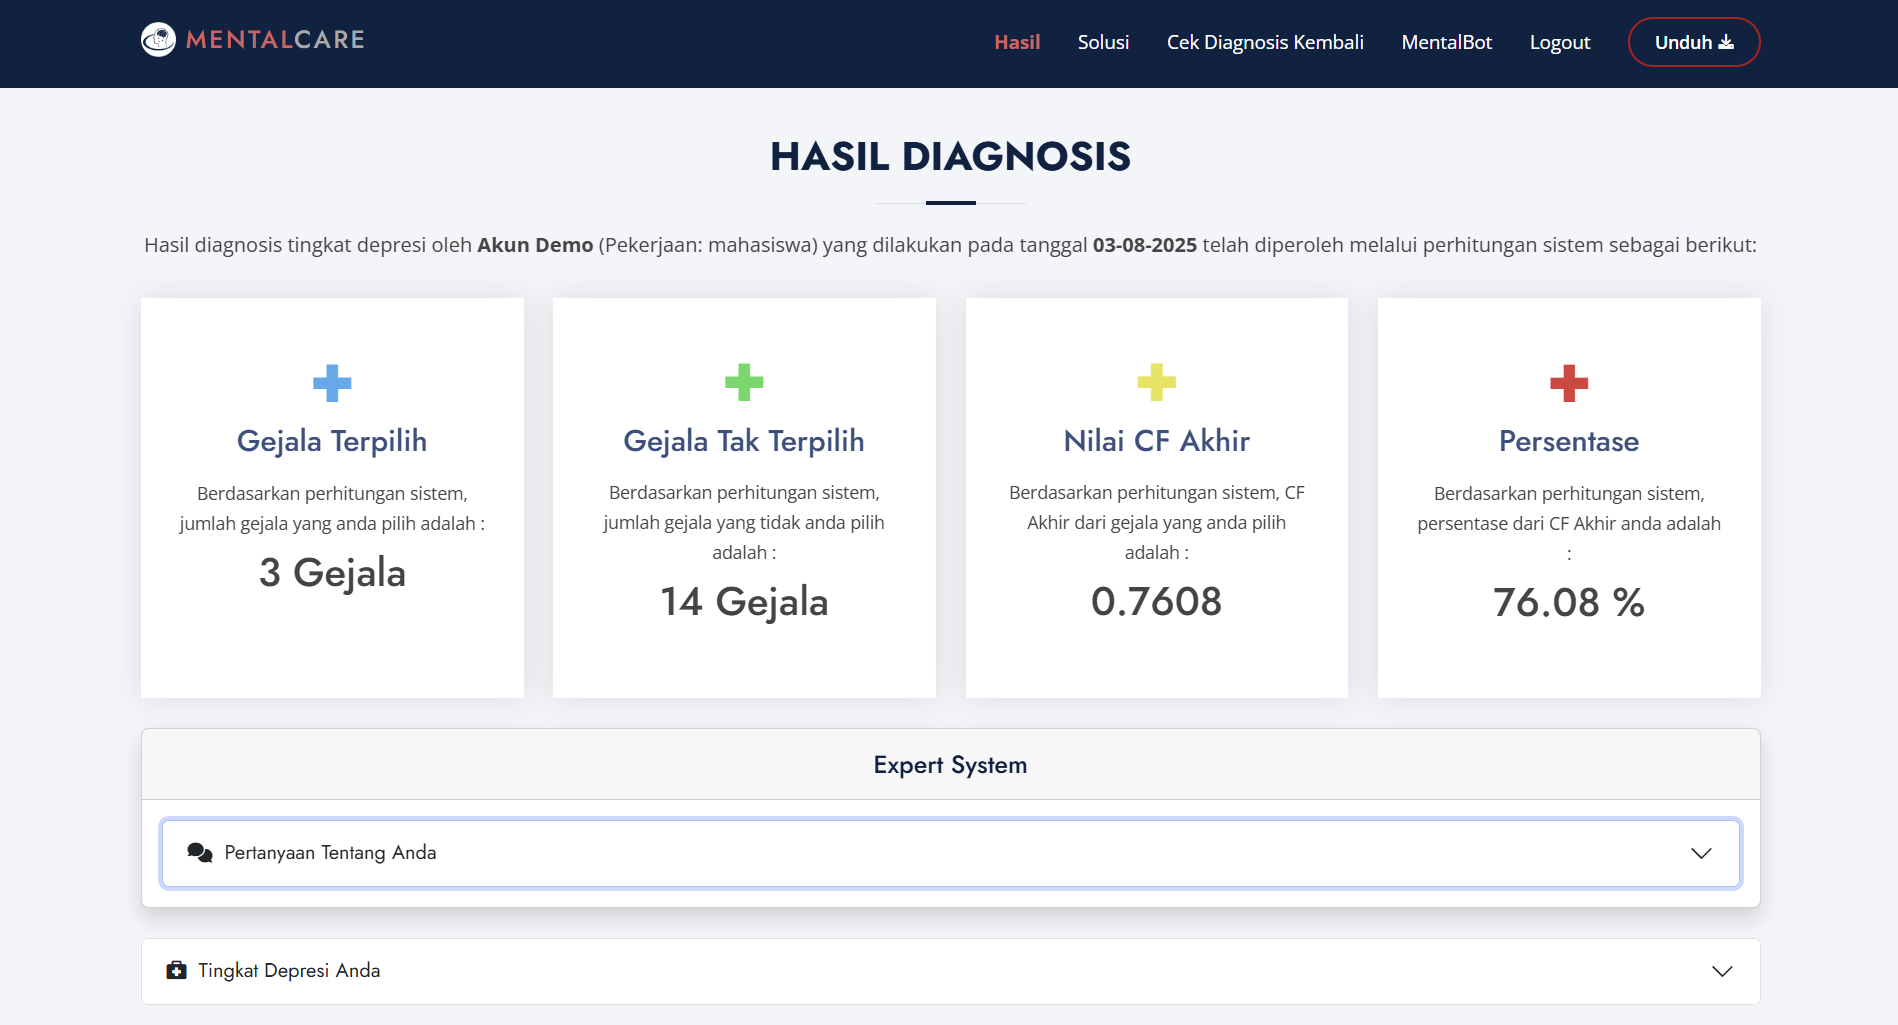 MENTALCARE
Hasil Solusi Cek Diagnosis Kembali MentalBot Logout Unduh
HASIL DIAGNOSIS
Hasil diagnosis tingkat depresi oleh Akun Demo (Pekerjaan: mahasiswa) yang dilakukan pada tanggal 03-08-2025 telah diperoleh melalui perhitungan sistem sebagai berikut:
Gejala Terpilih
Berdasarkan perhitungan sistem,
jumlah gejala yang anda pilih adalah :
3 Gejala
Gejala Tak Terpilih
Berdasarkan perhitungan sistem,
jumlah gejala yang tidak anda pilih
adalah :
14 Gejala
Nilai CF Akhir
Berdasarkan perhitungan sistem, CF
Akhir dari gejala yang anda pilih
adalah :
0.7608
Persentase
Berdasarkan perhitungan sistem,
persentase dari CF Akhir anda adalah
:
76.08 %
Expert System
Pertanyaan Tentang Anda
Tingkat Depresi Anda